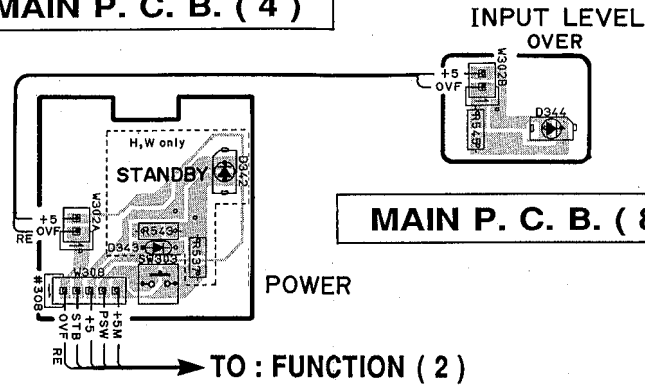 MAIN P. C. B. ( 4 )
INPUT LEVEL
OVER
W302B
+5
OVF
R546
D344
H,W only
STANDBY
D342
W302A
+5
OVF
RE
R543
D343
R537
SW303
MAIN P. C. B. ( 8
W308
#308
POWER
OVF
STB
+5
PSW
+5M
RE
TO : FUNCTION ( 2 )